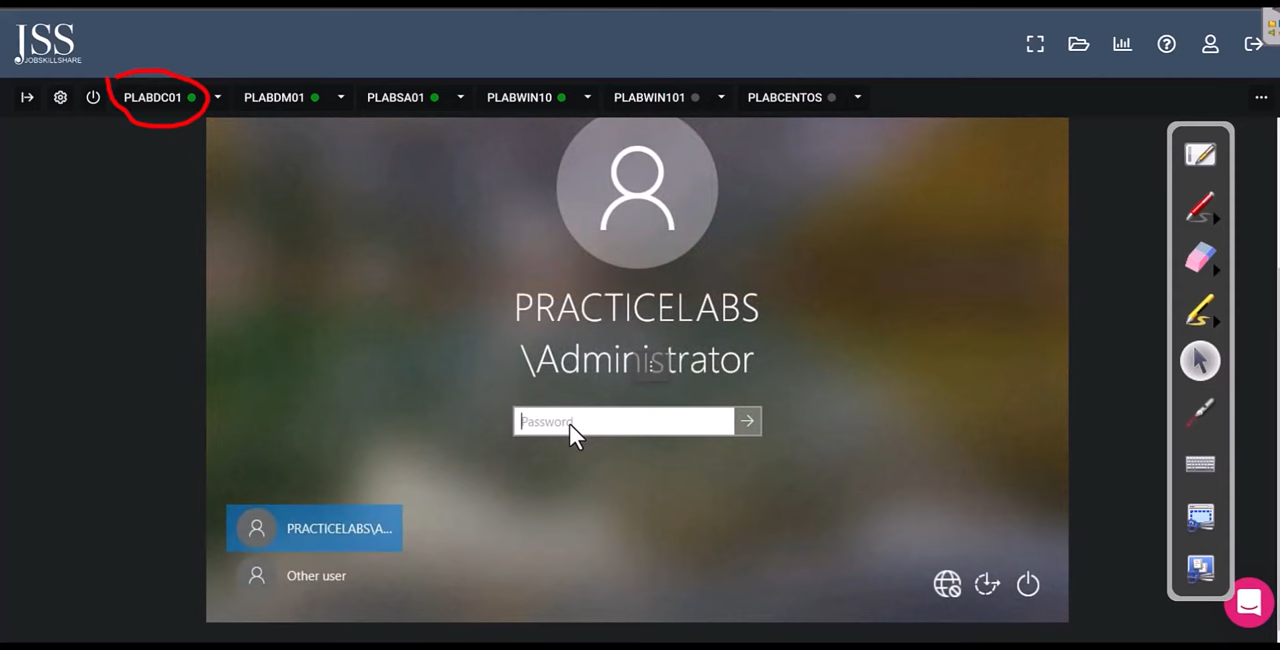 JSS
JOBSKILLSHARE
PLABDC01 PLABDM01 PLABSA01 PLABWIN10 PLABWIN101 PLABCENTOS
PRACTICELABS
\Administrator
Password
PRACTICELABS\A...
Other user